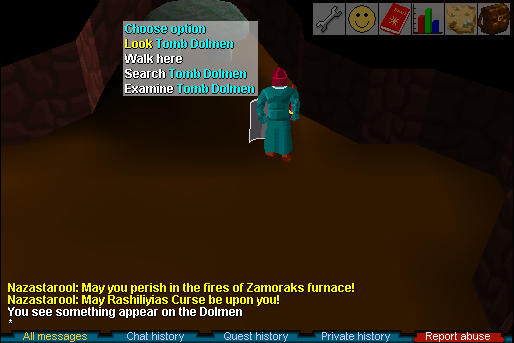 Choose option
Look Tomb Dolmen
Walk here
Search Tomb Dolmen
Examine Tomb Dolmen
Nazastarool: May you perish in the fires of Zamoraks furnace!
Nazastarool: May Rashiliyias Curse be upon you!
You see something appear on the Dolmen
*
All messages
Chat history
Quest history
Private history
Report abuse